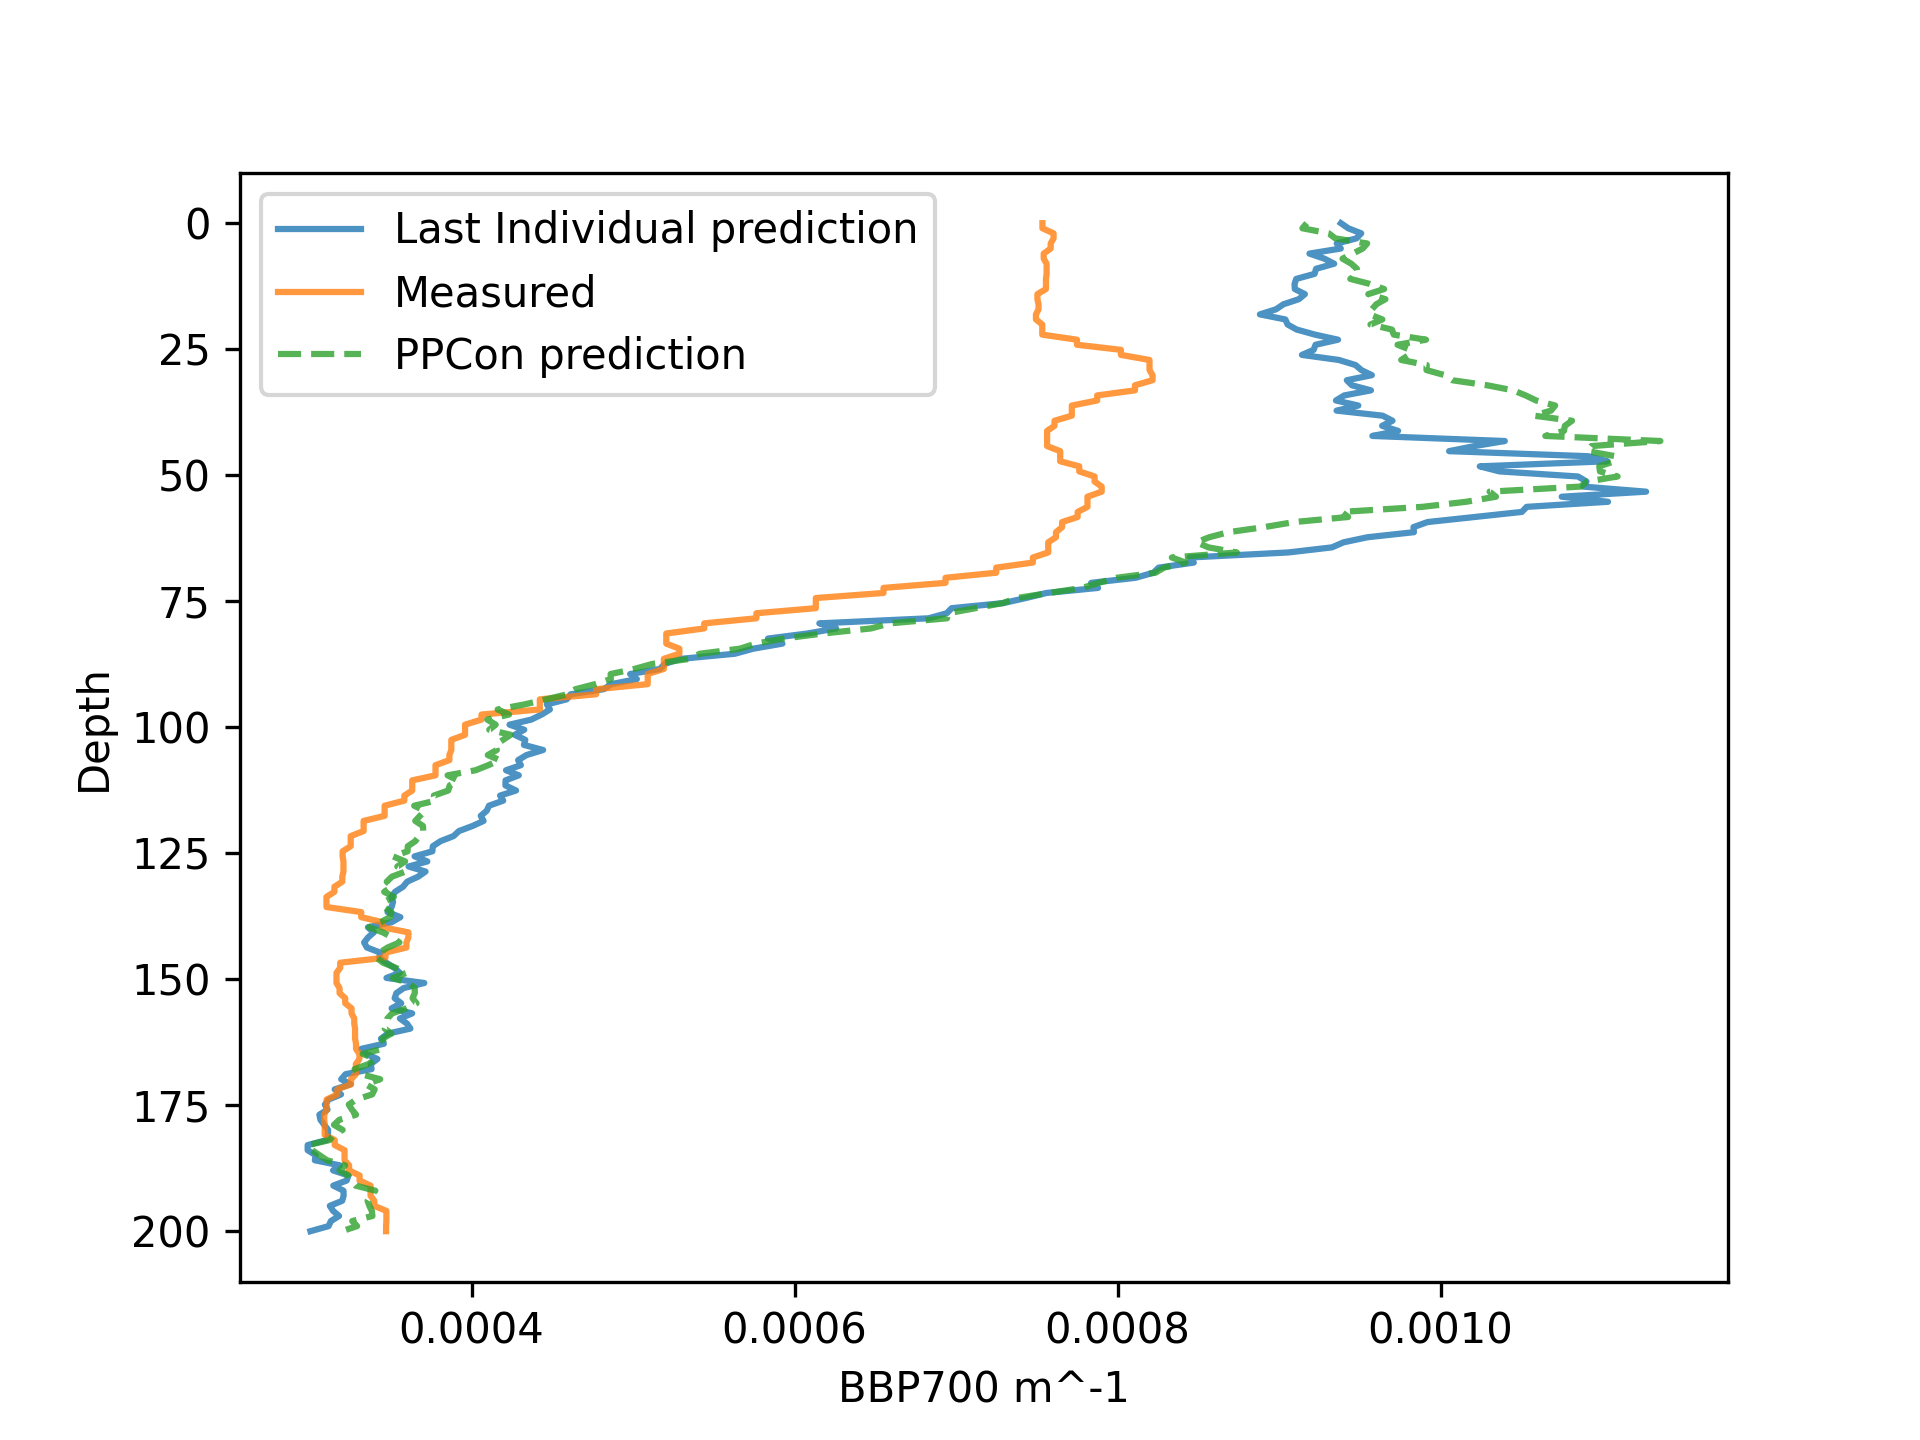 Last Individual prediction
Measured
PPCon prediction
0
25
50
75
100
125
150
175
200
Depth
0.0004 0.0006 0.0008 0.0010
BBP700 m^-1